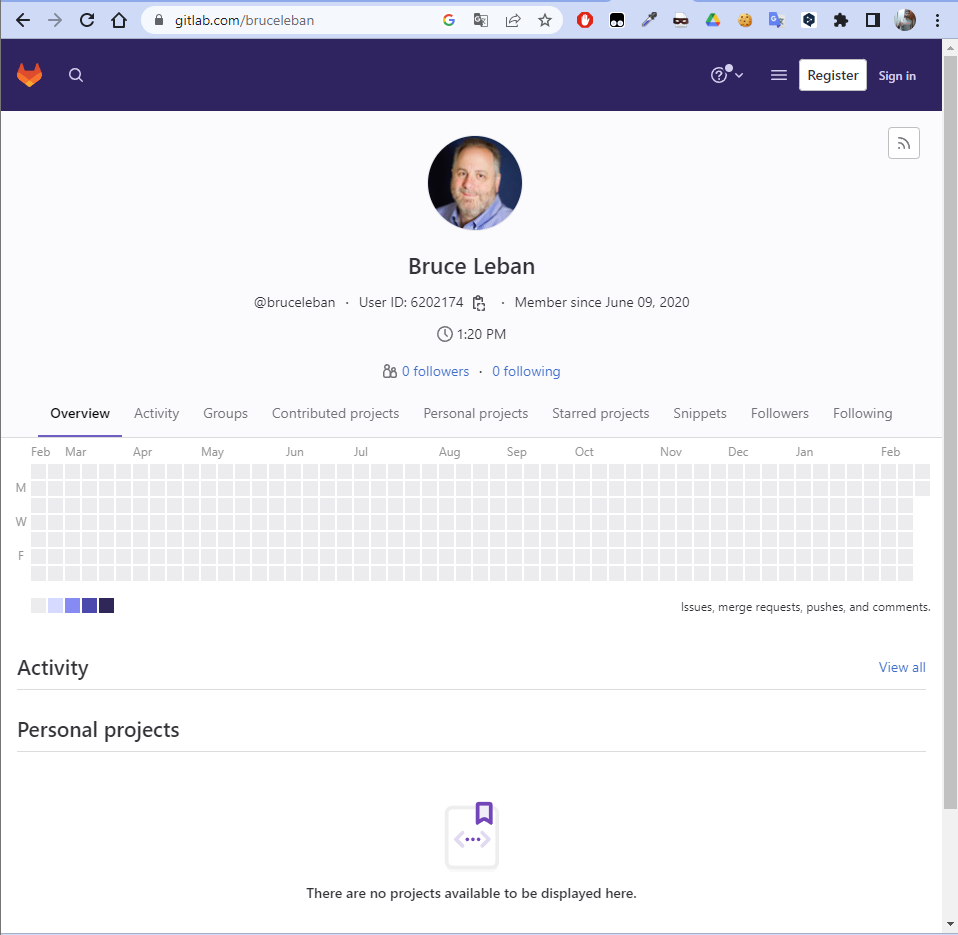 gitlab.com/bruceleban
Register Sign in
Bruce Leban
@bruceleban · User ID: 6202174 · Member since June 09, 2020
1:20 PM
0 followers · 0 following
Overview Activity Groups Contributed projects Personal projects Starred projects Snippets Followers Following
Feb Mar Apr May Jun Jul Aug Sep Oct Nov Dec Jan Feb
M
W
F
Issues, merge requests, pushes, and comments.
Activity View all
Personal projects
There are no projects available to be displayed here.